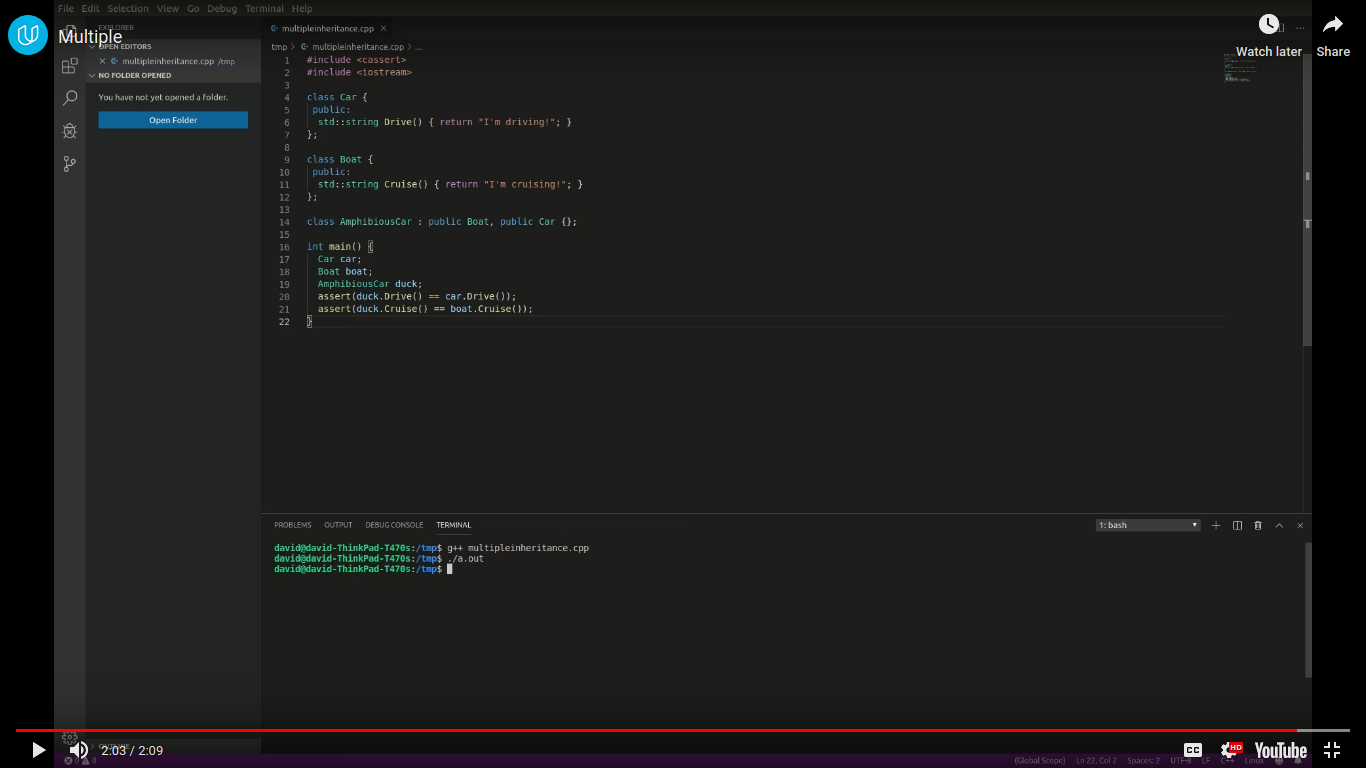 File Edit Selection View Go Debug Terminal Help
Multiple
Watch later
Share
EXPLORER
OPEN EDITORS
multipleinheritance.cpp /tmp
NO FOLDER OPENED
You have not yet opened a folder.
Open Folder
multipleinheritance.cpp
tmp > multipleinheritance.cpp > ...
1 #include <cassert>
2 #include <iostream>
3
4 class Car {
5 public:
6 std::string Drive() { return "I'm driving!"; }
7 };
8
9 class Boat {
10 public:
11 std::string Cruise() { return "I'm cruising!"; }
12 };
13
14 class AmphibiousCar : public Boat, public Car {};
15
16 int main() {
17 Car car;
18 Boat boat;
19 AmphibiousCar duck;
20 assert(duck.Drive() == car.Drive());
21 assert(duck.Cruise() == boat.Cruise());
22 }
PROBLEMS OUTPUT DEBUG CONSOLE TERMINAL
1: bash
david@david-ThinkPad-T470s:/tmp$ g++ multipleinheritance.cpp
david@david-ThinkPad-T470s:/tmp$ ./a.out
david@david-ThinkPad-T470s:/tmp$
2:03 / 2:09
CC HD YouTube
0 0
(Global Scope) Ln 22, Col 2 Spaces: 2 UTF-8 LF C++ Linux